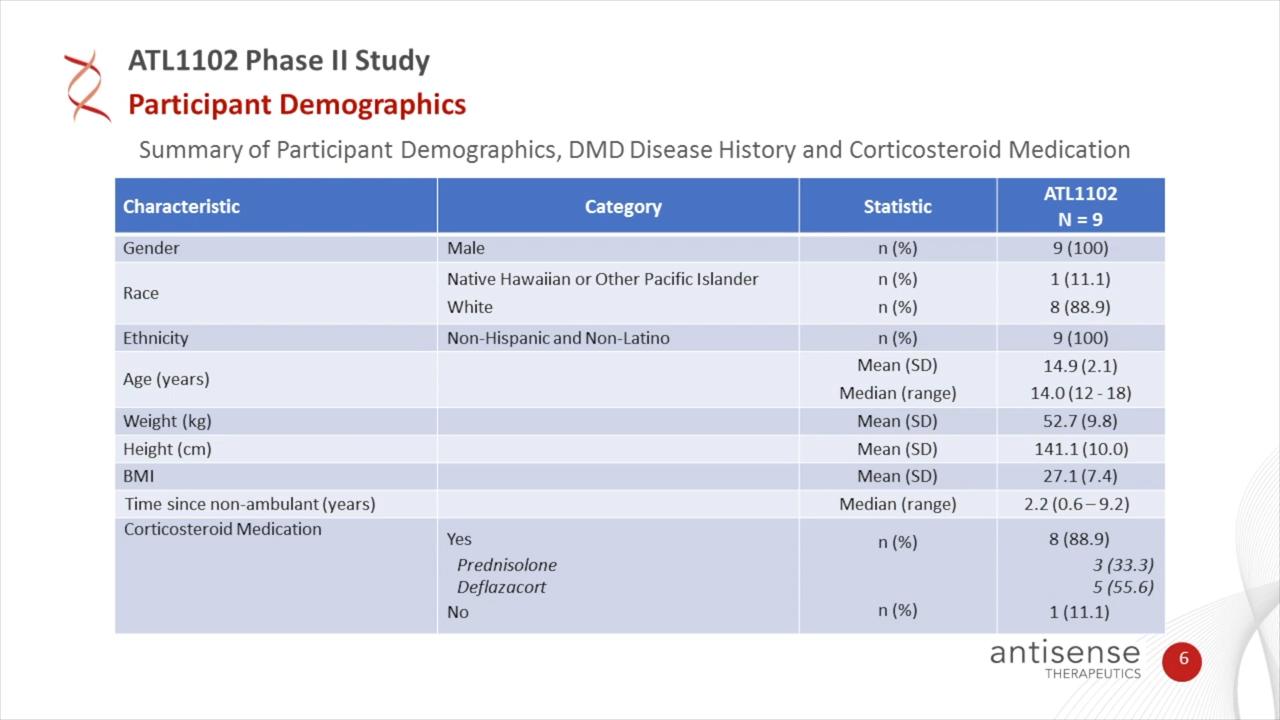 ATL1102 Phase II Study
Participant Demographics
Summary of Participant Demographics, DMD Disease History and Corticosteroid Medication
Characteristic Category Statistic ATL1102 N = 9
Gender Male n (%) 9 (100)
Race Native Hawaiian or Other Pacific Islander n (%) 1 (11.1)
White n (%) 8 (88.9)
Ethnicity Non-Hispanic and Non-Latino n (%) 9 (100)
Age (years) Mean (SD) 14.9 (2.1)
Median (range) 14.0 (12 - 18)
Weight (kg) Mean (SD) 52.7 (9.8)
Height (cm) Mean (SD) 141.1 (10.0)
BMI Mean (SD) 27.1 (7.4)
Time since non-ambulant (years) Median (range) 2.2 (0.6 – 9.2)
Corticosteroid Medication
Yes n (%) 8 (88.9)
Prednisolone 3 (33.3)
Deflazacort 5 (55.6)
No n (%) 1 (11.1)
antisense
THERAPEUTICS
6